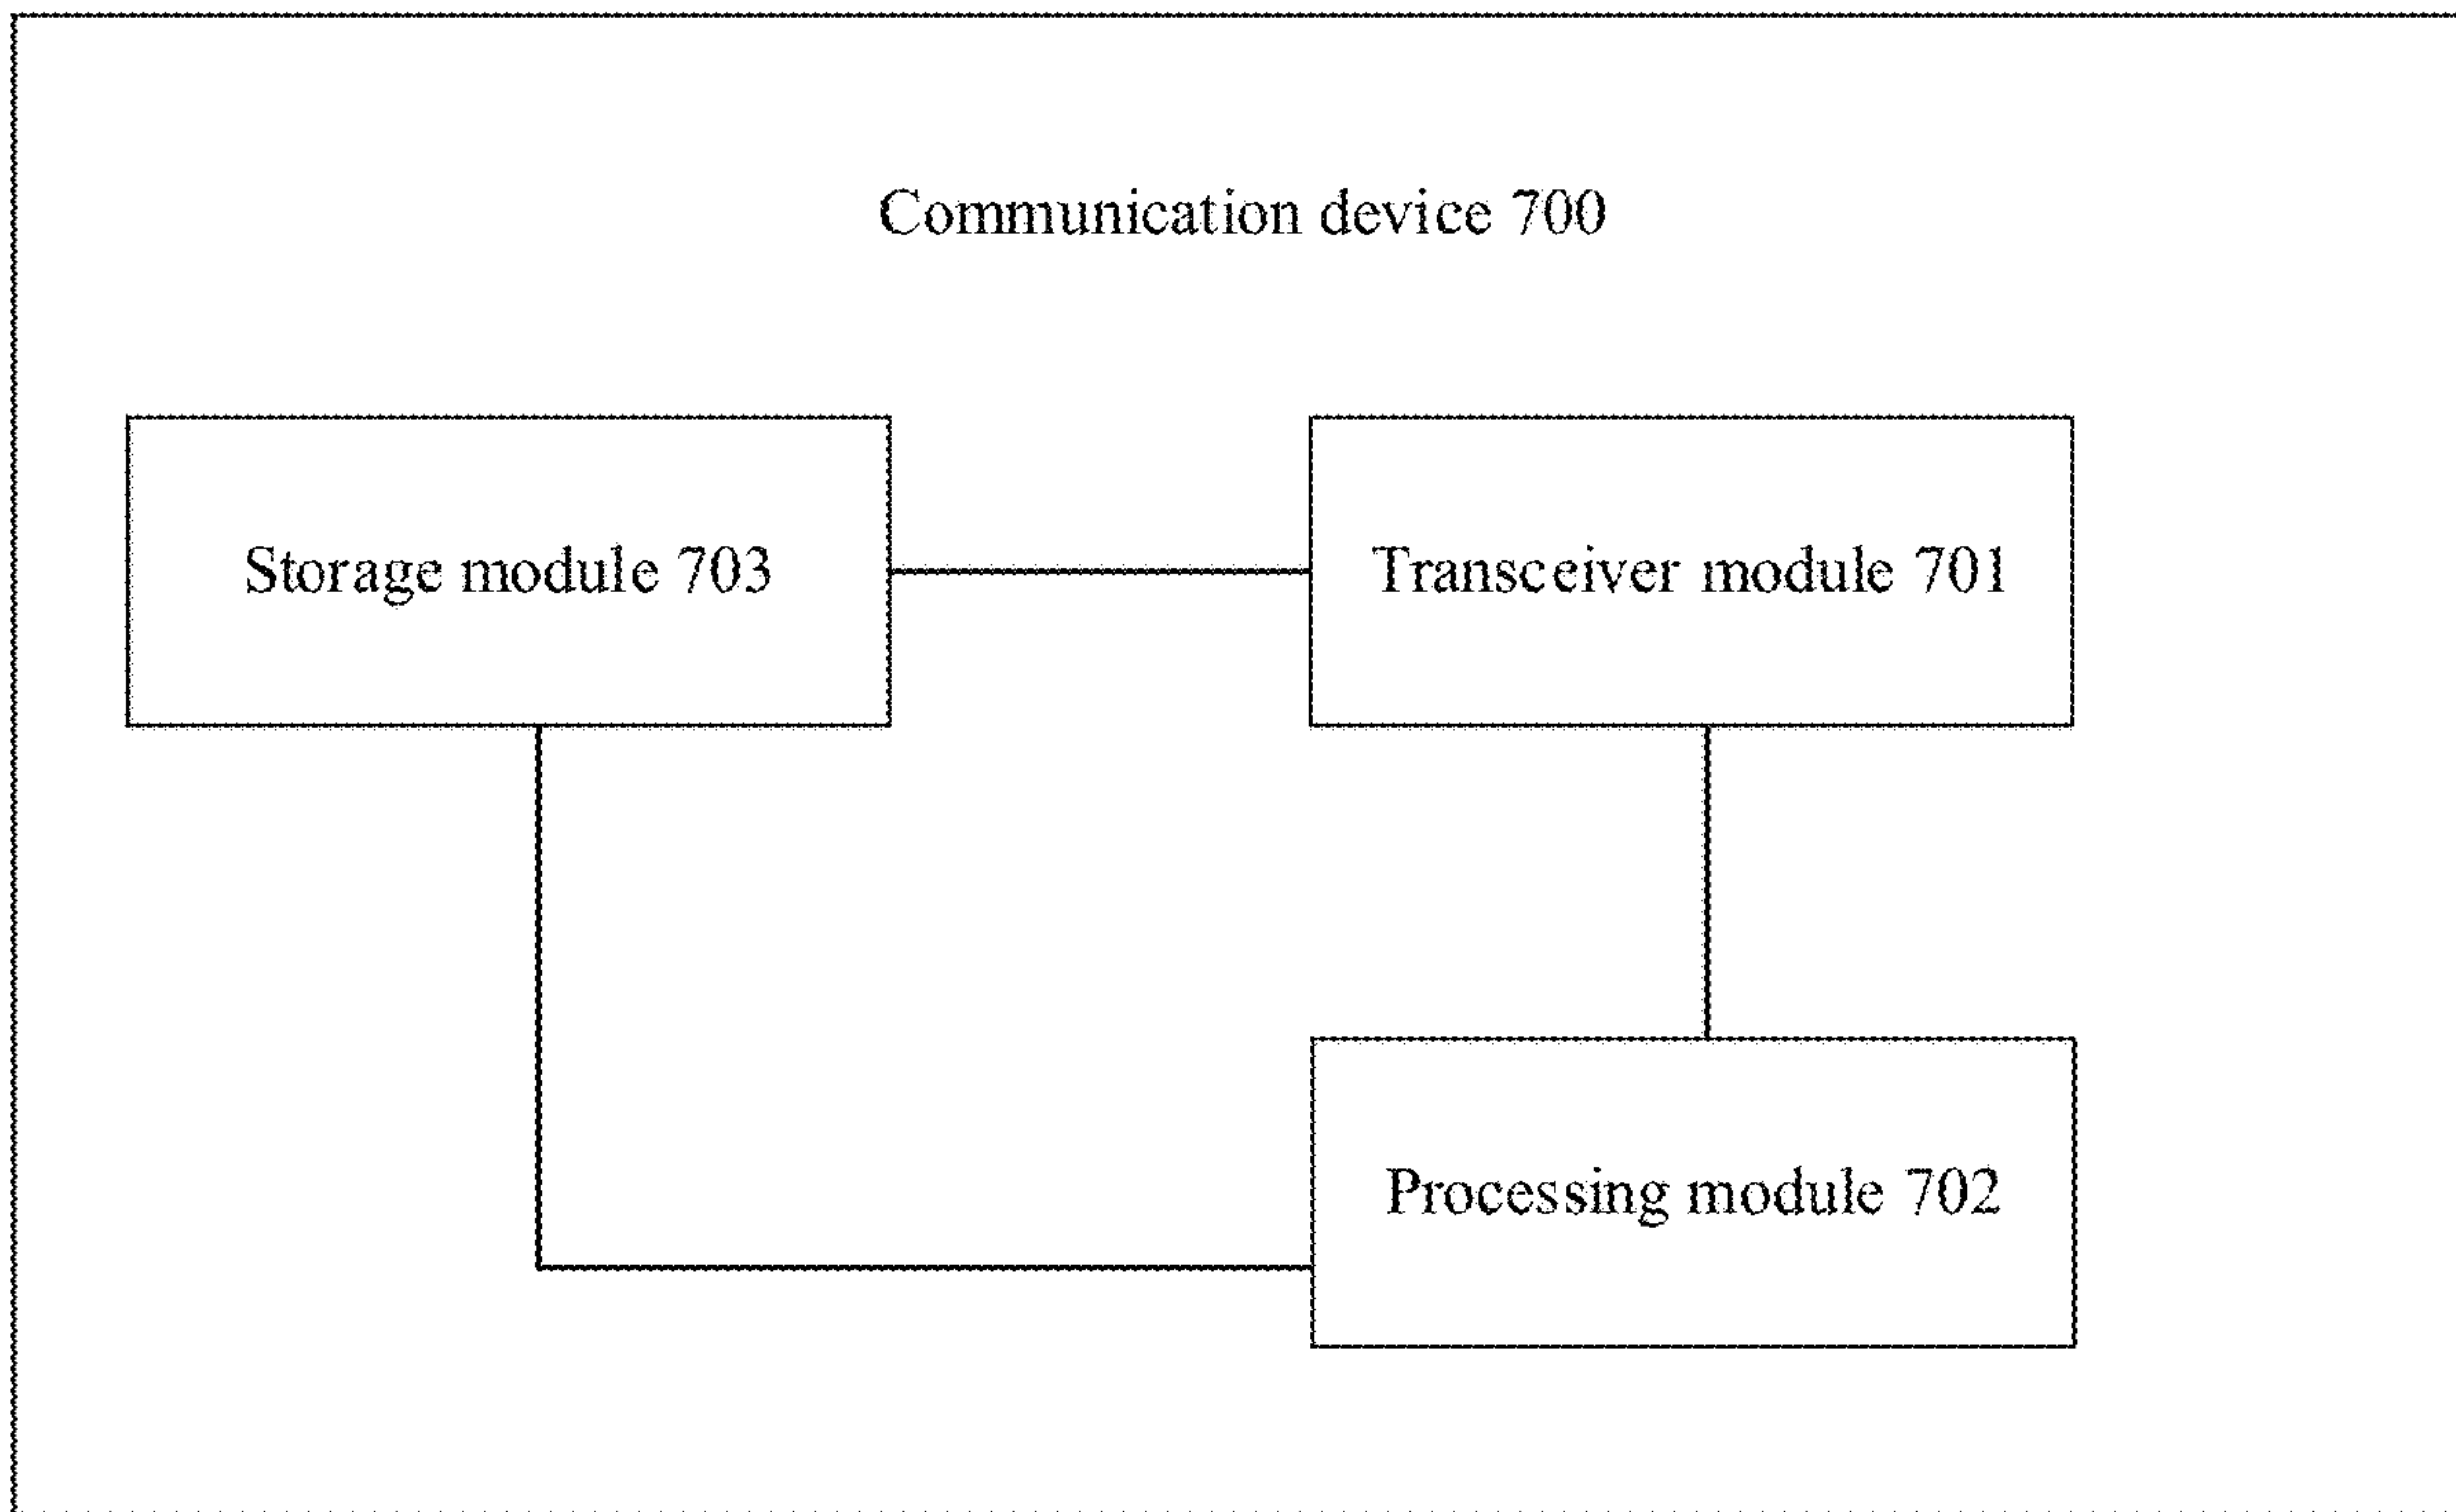 Communication device 700
Storage module 703
Transceiver module 701
Processing module 702